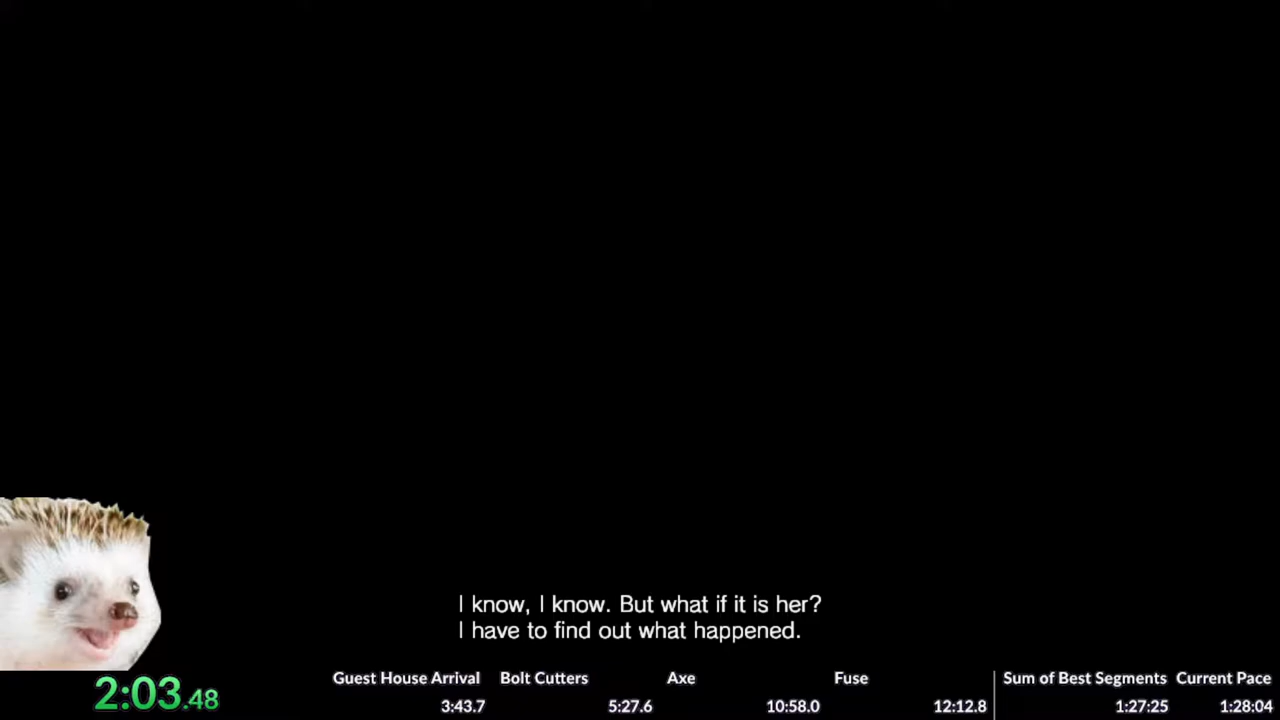 I know, I know. But what if it is her?
I have to find out what happened.
2:03.48
Guest House Arrival Bolt Cutters Axe Fuse Sum of Best Segments Current Pace
3:43.7 5:27.6 10:58.0 12:12.8 1:27:25 1:28:04